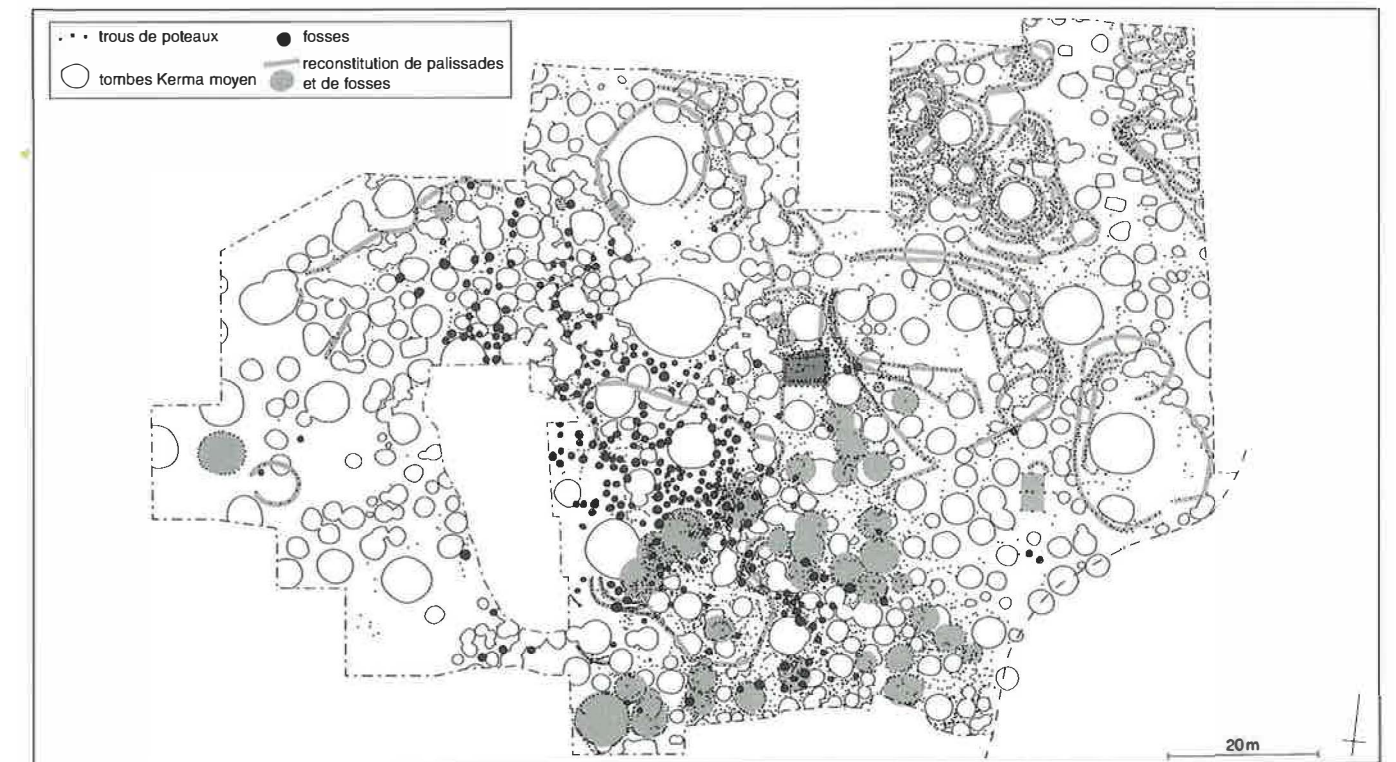 trous de poteaux
fosses
tombes Kerma moyen
reconstitution de palissades
et de fosses
20m